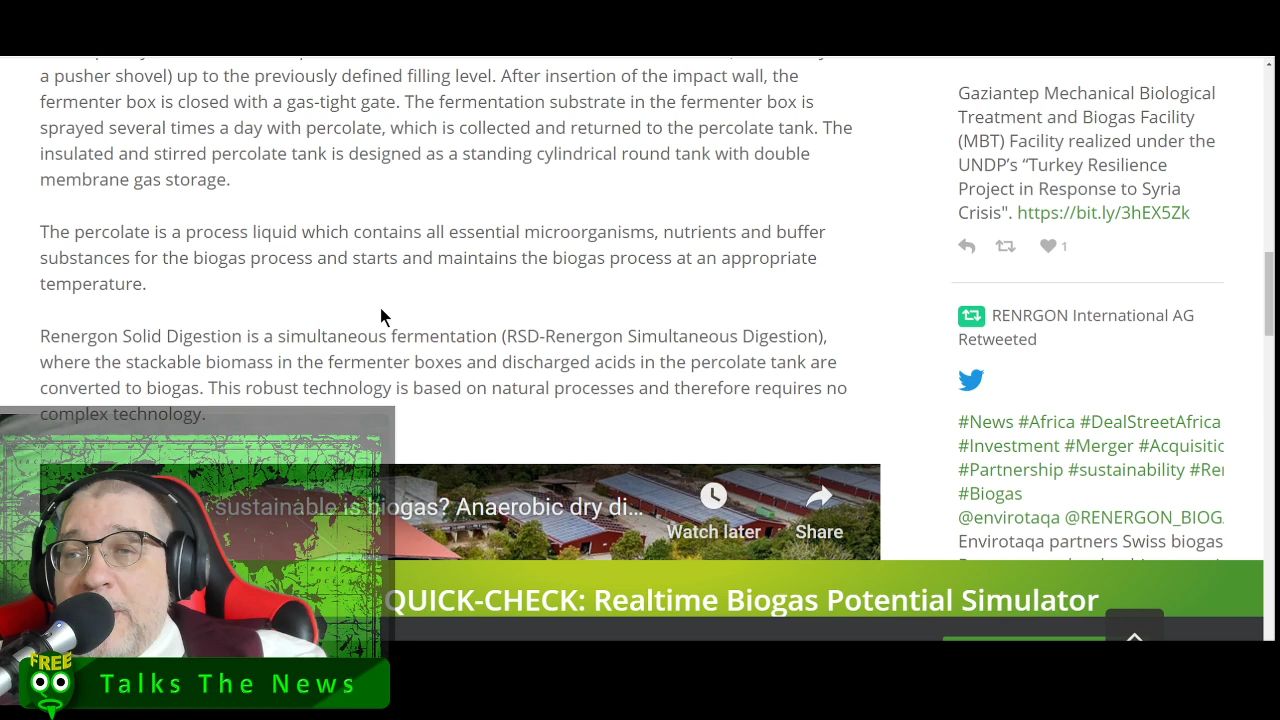 a pusher shovel) up to the previously defined filling level. After insertion of the impact wall, the
fermenter box is closed with a gas-tight gate. The fermentation substrate in the fermenter box is
sprayed several times a day with percolate, which is collected and returned to the percolate tank. The
insulated and stirred percolate tank is designed as a standing cylindrical round tank with double
membrane gas storage.
The percolate is a process liquid which contains all essential microorganisms, nutrients and buffer
substances for the biogas process and starts and maintains the biogas process at an appropriate
temperature.
Renergon Solid Digestion is a simultaneous fermentation (RSD-Renergon Simultaneous Digestion),
where the stackable biomass in the fermenter boxes and discharged acids in the percolate tank are
converted to biogas. This robust technology is based on natural processes and therefore requires no
complex technology.
sustainable is biogas? Anaerobic dry di...
Watch later
Share
QUICK-CHECK: Realtime Biogas Potential Simulator
Gaziantep Mechanical Biological
Treatment and Biogas Facility
(MBT) Facility realized under the
UNDP's “Turkey Resilience
Project in Response to Syria
Crisis". https://bit.ly/3hEX5Zk
1
RENRGON International AG
Retweeted
#News #Africa #DealStreetAfrica
#Investment #Merger #Acquisitic
#Partnership #sustainability #Rer
#Biogas
@envirotaqa @RENERGON_BIOG
Envirotaqa partners Swiss biogas
FREE
Talks The News